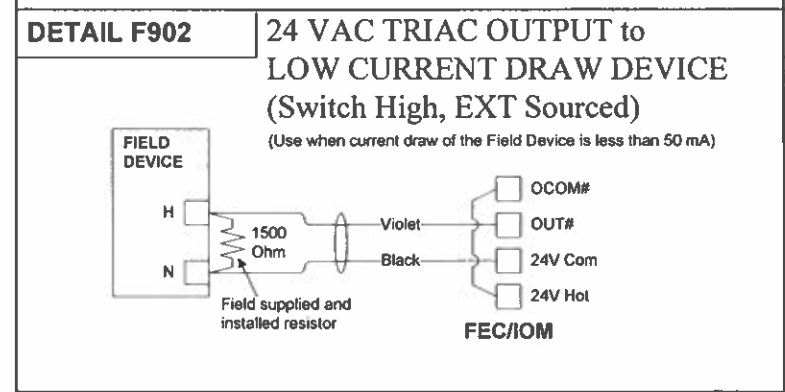 DETAIL F902
24 VAC TRIAC OUTPUT to
LOW CURRENT DRAW DEVICE
(Switch High, EXT Sourced)
(Use when current draw of the Field Device is less than 50 mA)
FIELD
DEVICE
H
N
1500
Ohm
Field supplied and
installed resistor
Violet
Black
OCOM#
OUT#
24V Com
24V Hot
FEC/IOM